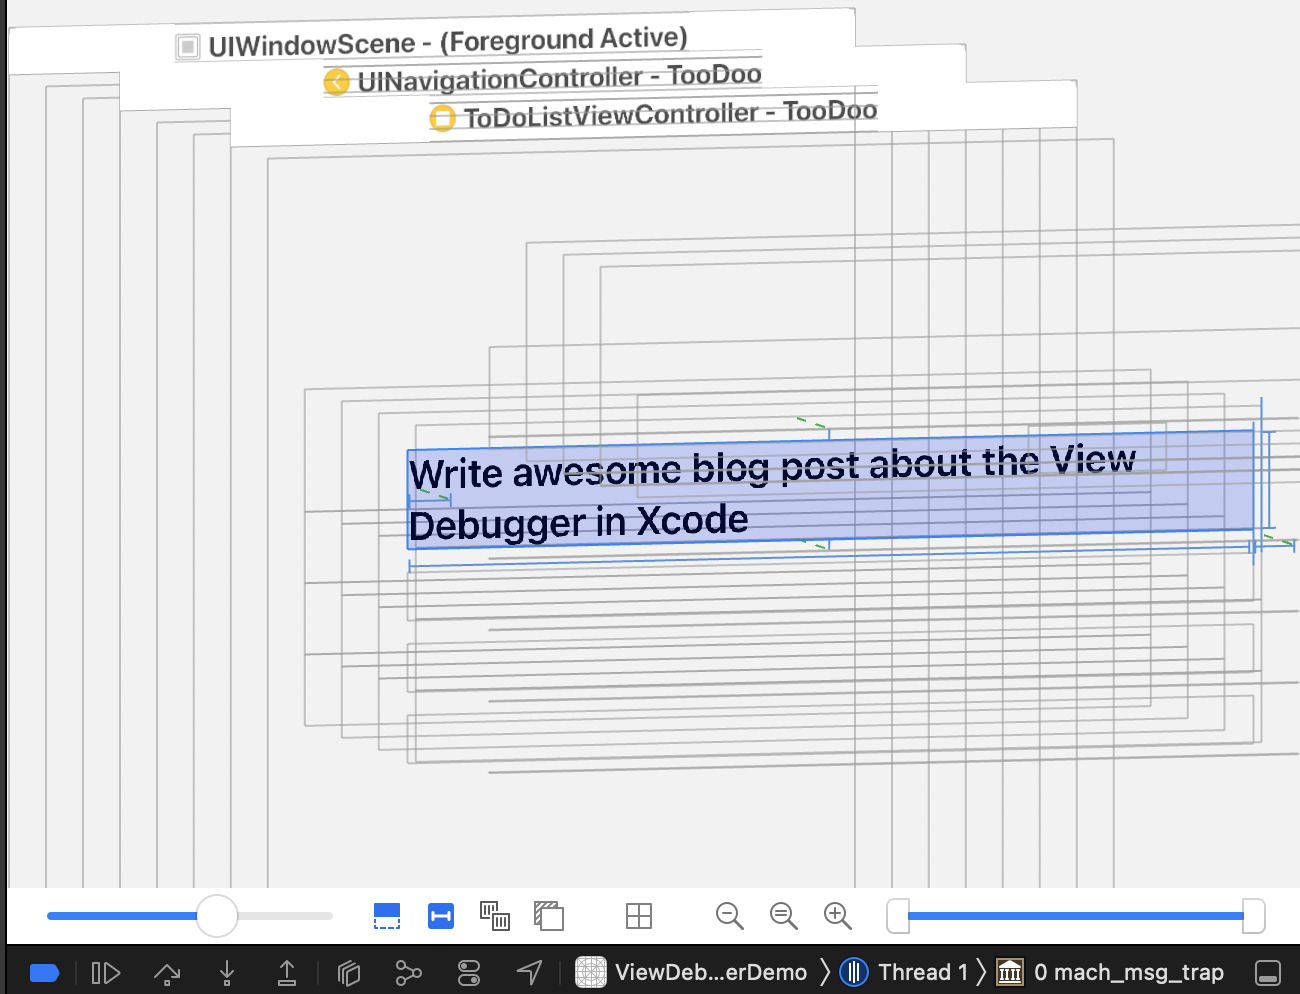 UIWindowScene - (Foreground Active)
UINavigationController - TooDoo
ToDoListViewController - TooDoo
Write awesome blog post about the View
Debugger in Xcode
ViewDeb...erDemo
Thread 1
0 mach_msg_trap